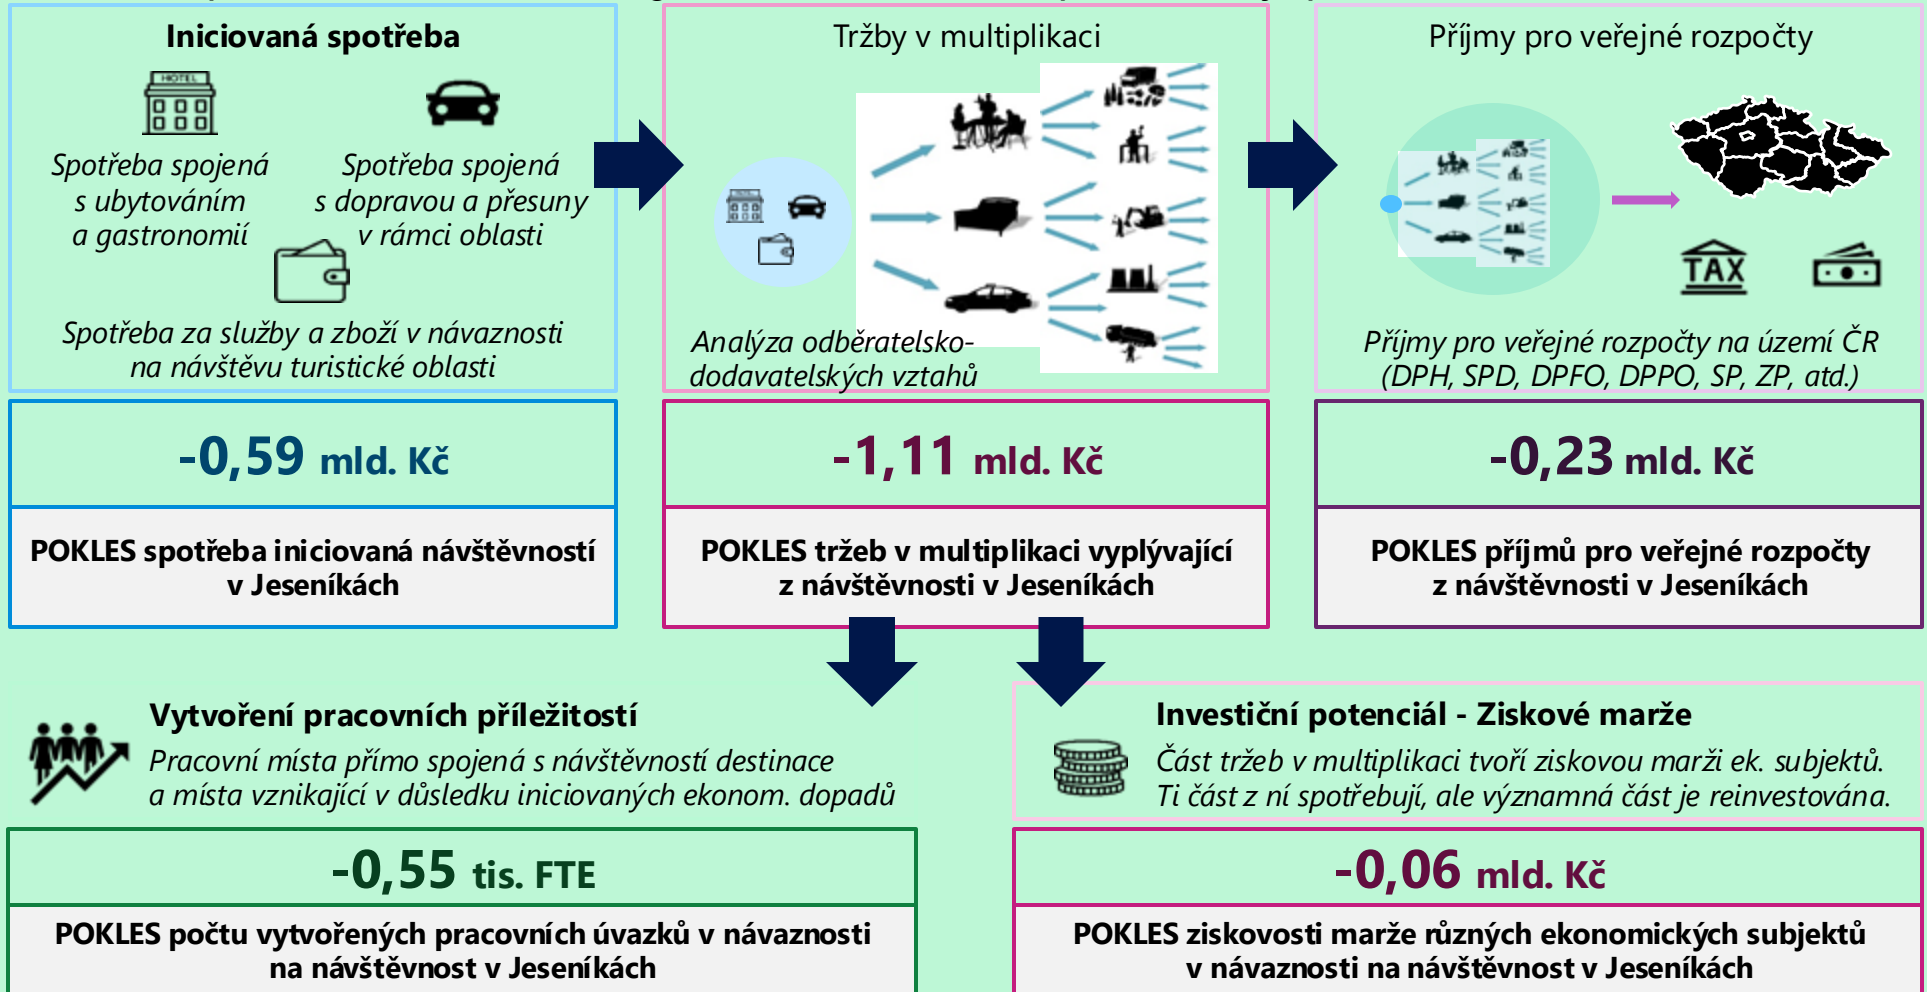 Iniciovaná spotřeba
HOTEL
Spotřeba spojená
s ubytováním
a gastronomií
Spotřeba spojená
s dopravou a přesuny
v rámci oblasti
Spotřeba za služby a zboží v návaznosti
na návštěvu turistické oblasti
-0,59 mld. Kč
POKLES spotřeba iniciovaná návštěvností
v Jeseníkách
Tržby v multiplikaci
Analýza odběratelsko-
dodavatelských vztahů
-1,11 mld. Kč
POKLES tržeb v multiplikaci vyplývající
z návštěvnosti v Jeseníkách
Příjmy pro veřejné rozpočty
TAX
Příjmy pro veřejné rozpočty na území ČR
(DPH, SPD, DPFO, DPPO, SP, ZP, atd.)
-0,23 mld. Kč
POKLES příjmů pro veřejné rozpočty
z návštěvnosti v Jeseníkách
Vytvoření pracovních příležitostí
Pracovní místa přímo spojená s návštěvností destinace
a místa vznikající v důsledku iniciovaných ekonom. dopadů
-0,55 tis. FTE
POKLES počtu vytvořených pracovních úvazků v návaznosti
na návštěvnost v Jeseníkách
Investiční potenciál - Ziskové marže
Část tržeb v multiplikaci tvoří ziskovou marži ek. subjektů.
Ti část z ní spotřebují, ale významná část je reinvestována.
-0,06 mld. Kč
POKLES ziskovosti marže různých ekonomických subjektů
v návaznosti na návštěvnost v Jeseníkách